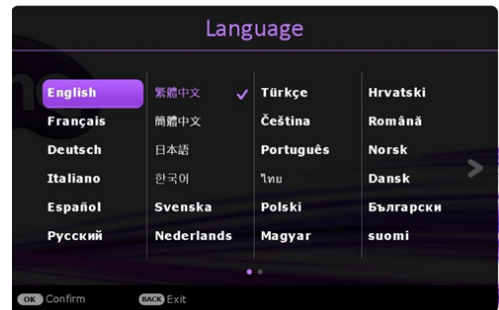 Language
English
Français
Deutsch
Italiano
Español
Русский
繁體中文
簡體中文
日本語
한국어
Svenska
Nederlands
Türkçe
Čeština
Português
ไทย
Polski
Magyar
Hrvatski
Română
Norsk
Dansk
Български
suomi
OK Confirm
BACK Exit